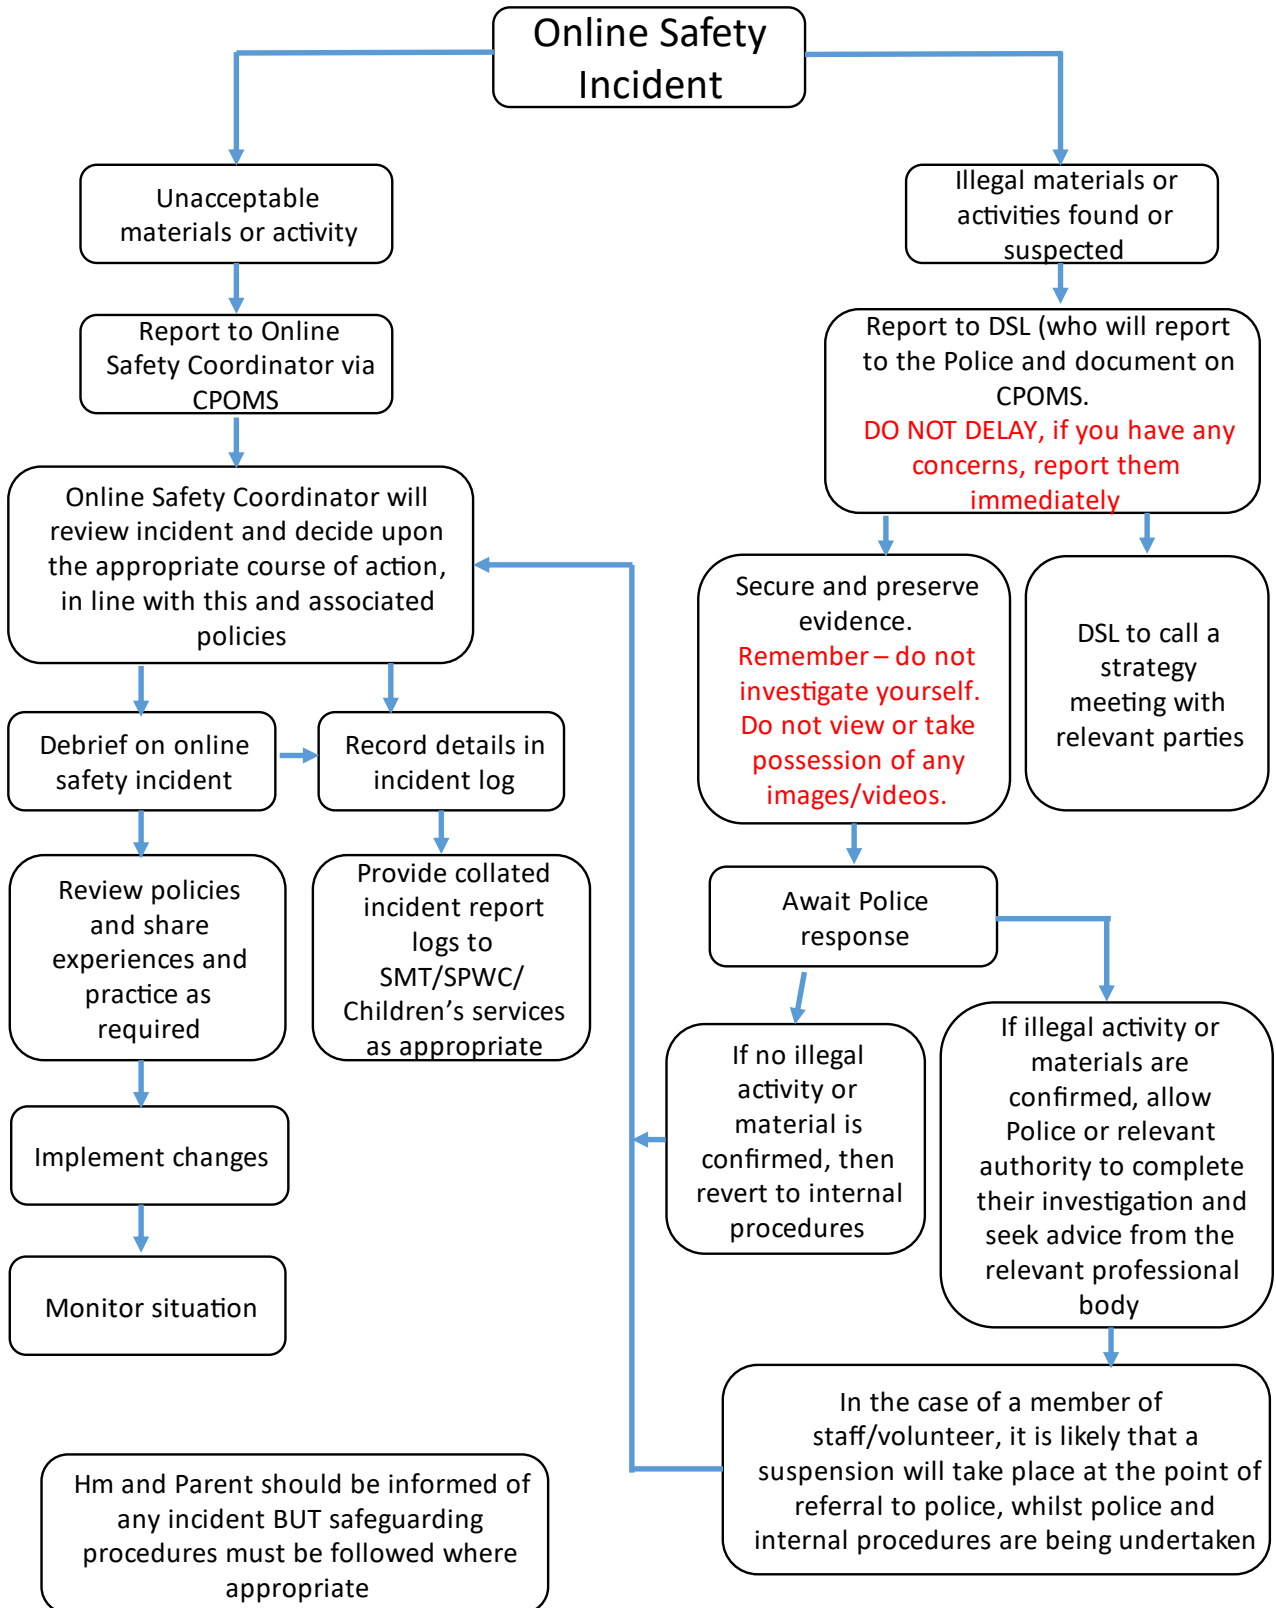 Online Safety
Incident
Unacceptable
materials or activity
Report to Online
Safety Coordinator via
CPOMS
Online Safety Coordinator will
review incident and decide upon
the appropriate course of action,
in line with this and associated
policies
Debrief on online
safety incident
Record details in
incident log
Review policies
and share
experiences and
practice as
required
Provide collated
incident report
logs to
SMT/SPWC/
Children’s services
as appropriate
Implement changes
Monitor situation
Illegal materials or
activities found or
suspected
Report to DSL (who will report
to the Police and document on
CPOMS.
DO NOT DELAY, if you have any
concerns, report them
immediately
Secure and preserve
evidence.
Remember – do not
investigate yourself.
Do not view or take
possession of any
images/videos.
DSL to call a
strategy
meeting with
relevant parties
Await Police
response
If no illegal
activity or
material is
confirmed, then
revert to internal
procedures
If illegal activity or
materials are
confirmed, allow
Police or relevant
authority to complete
their investigation and
seek advice from the
relevant professional
body
In the case of a member of
staff/volunteer, it is likely that a
suspension will take place at the point of
referral to police, whilst police and
internal procedures are being undertaken
Hm and Parent should be informed of
any incident BUT safeguarding
procedures must be followed where
appropriate